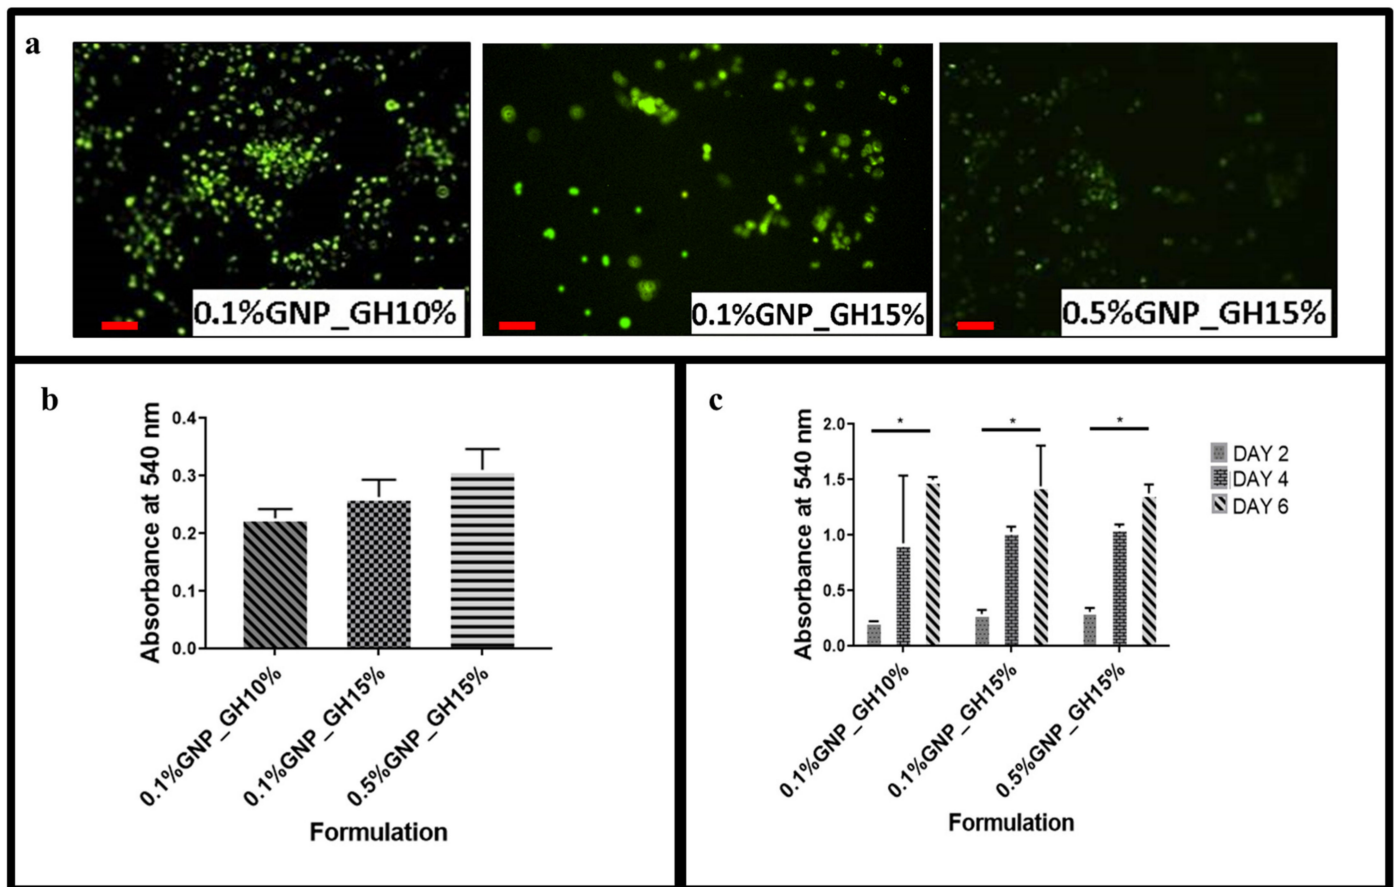 a
0.1%GNP_GH10%
0.1%GNP_GH15%
0.5%GNP_GH15%
b
Absorbance at 540 nm
0.4
0.3
0.2
0.1
0.0
0.1%GNP_GH10%
0.1%GNP_GH15%
0.5%GNP_GH15%
Formulation
c
Absorbance at 540 nm
2.0
1.5
1.0
0.5
0.0
*
*
*
DAY 2
DAY 4
DAY 6
0.1%GNP_GH10%
0.1%GNP_GH15%
0.5%GNP_GH15%
Formulation